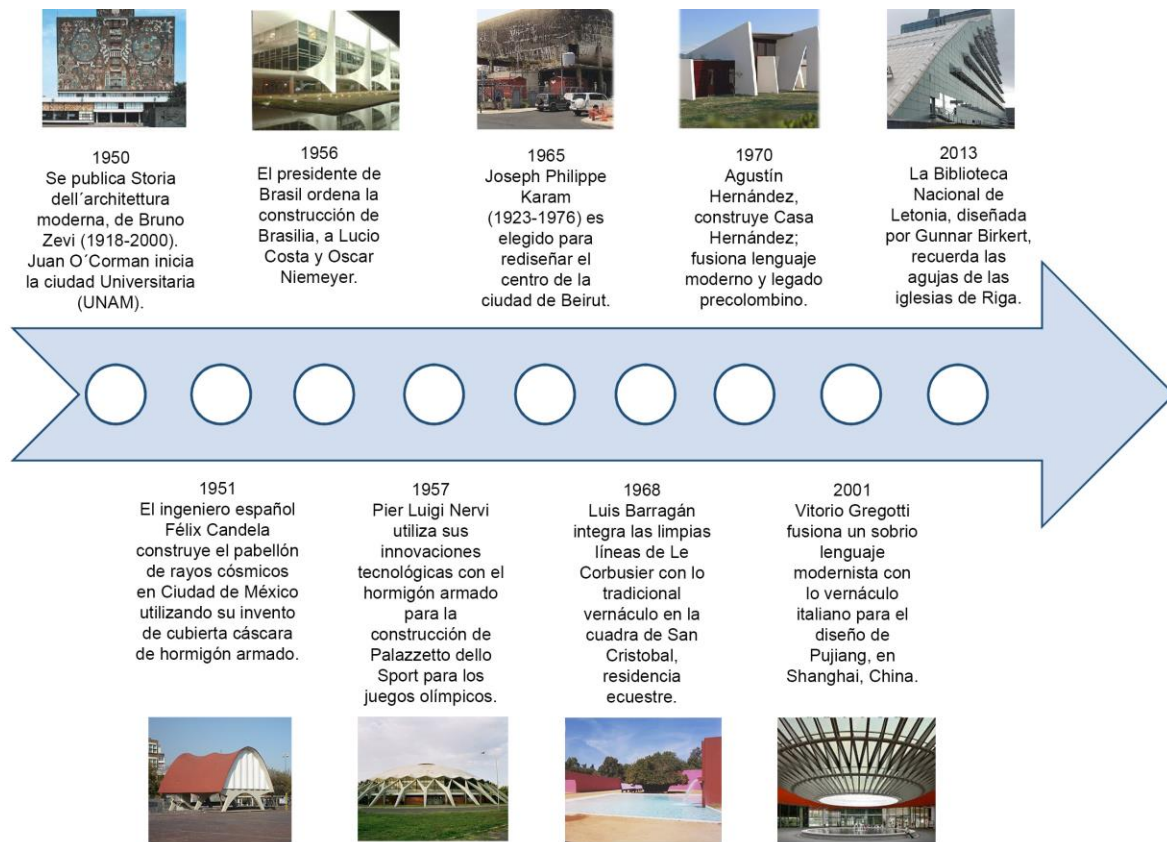 1950
Se publica Storia
dell´architettura
moderna, de Bruno
Zevi (1918-2000).
Juan O´Corman inicia
la ciudad Universitaria
(UNAM).
1956
El presidente de
Brasil ordena la
construcción de
Brasilia, a Lucio
Costa y Oscar
Niemeyer.
1965
Joseph Philippe
Karam
(1923-1976) es
elegido para
rediseñar el
centro de la
ciudad de Beirut.
1970
Agustín
Hernández,
construye Casa
Hernández;
fusiona lenguaje
moderno y legado
precolombino.
2013
La Biblioteca
Nacional de
Letonia, diseñada
por Gunnar Birkert,
recuerda las
agujas de las
iglesias de Riga.
1951
El ingeniero español
Félix Candela
construye el pabellón
de rayos cósmicos
en Ciudad de México
utilizando su invento
de cubierta cáscara
de hormigón armado.
1957
Pier Luigi Nervi
utiliza sus
innovaciones
tecnológicas con el
hormigón armado
para la
construcción de
Palazzetto dello
Sport para los
juegos olímpicos.
1968
Luis Barragán
integra las limpias
líneas de Le
Corbusier con lo
tradicional
vernáculo en la
cuadra de San
Cristobal,
residencia
ecuestre.
2001
Vitorio Gregotti
fusiona un sobrio
lenguaje
modernista con
lo vernáculo
italiano para el
diseño de
Pujiang, en
Shanghai, China.